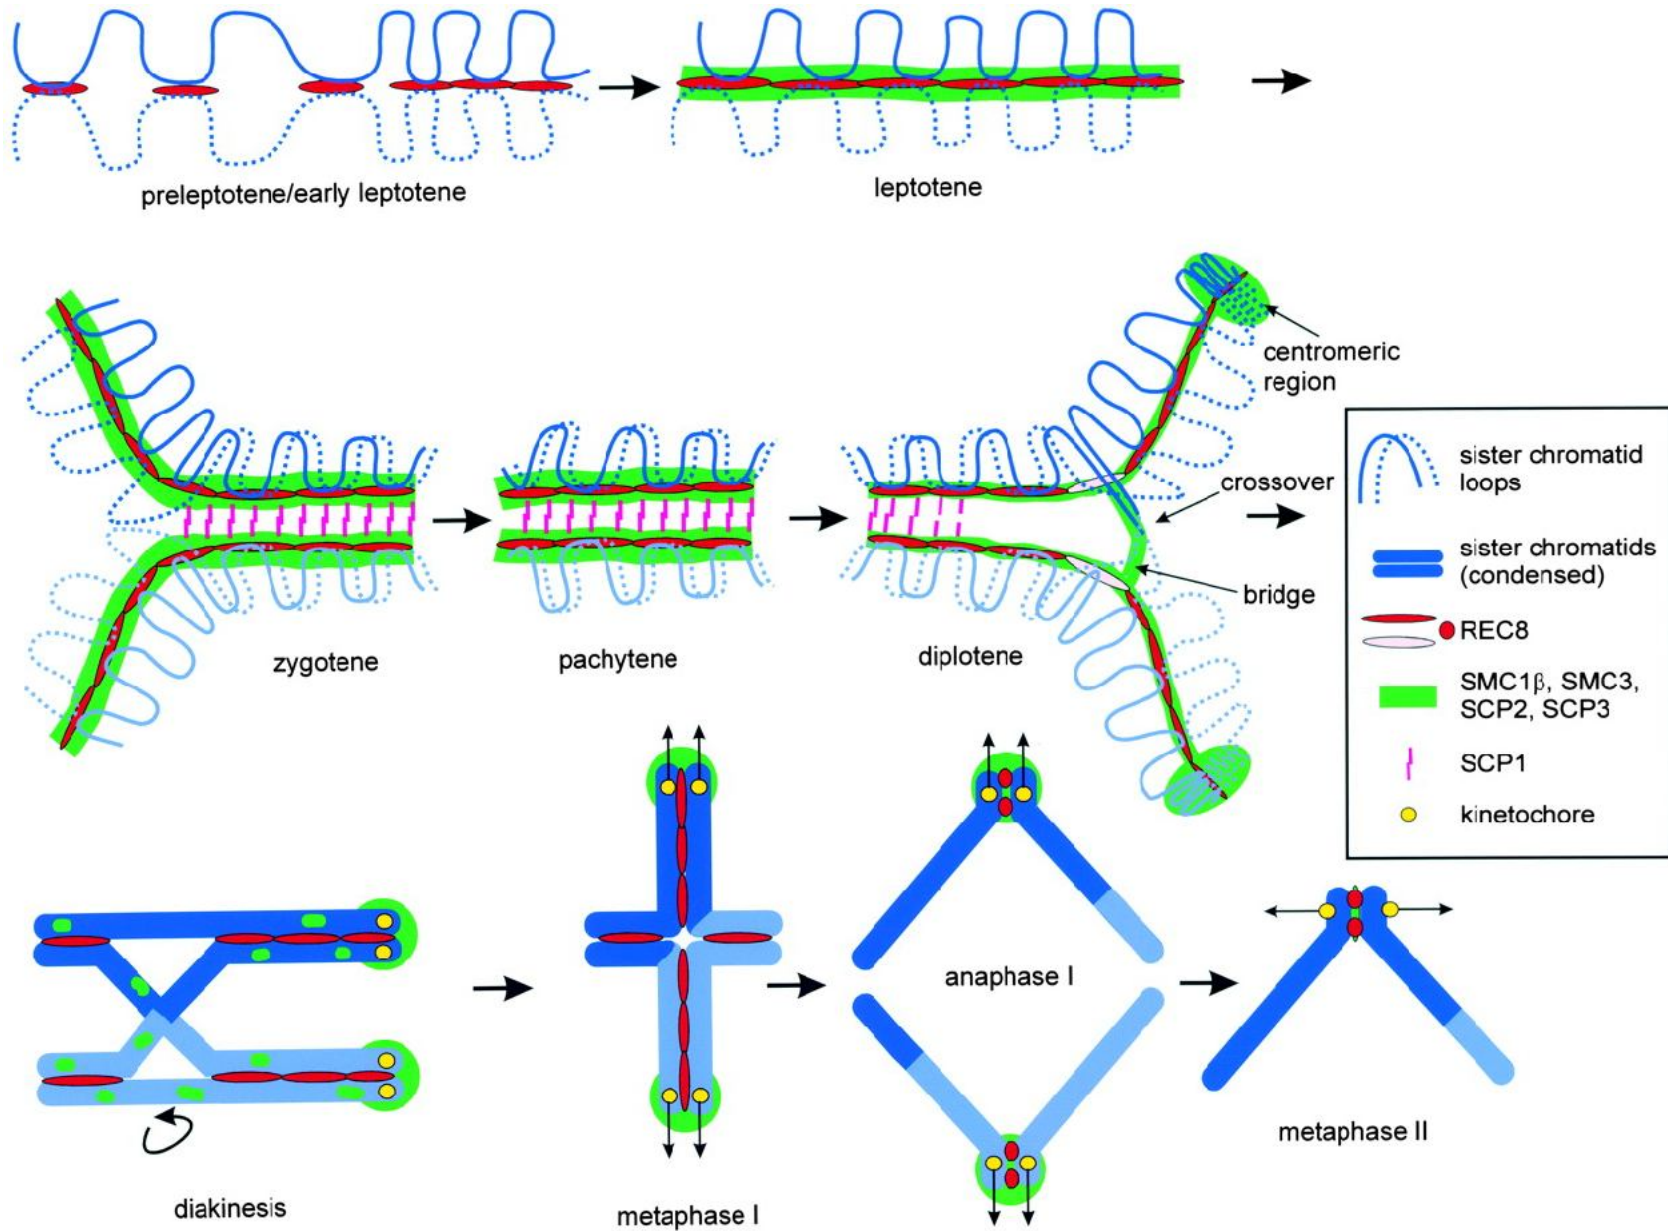 preleptotene/early leptotene
leptotene
centromeric
region
crossover
bridge
zygotene
pachytene
diplotene
sister chromatid
loops
sister chromatids
(condensed)
REC8
SMC1β, SMC3,
SCP2, SCP3
SCP1
kinetochore
diakinesis
metaphase I
anaphase I
metaphase II